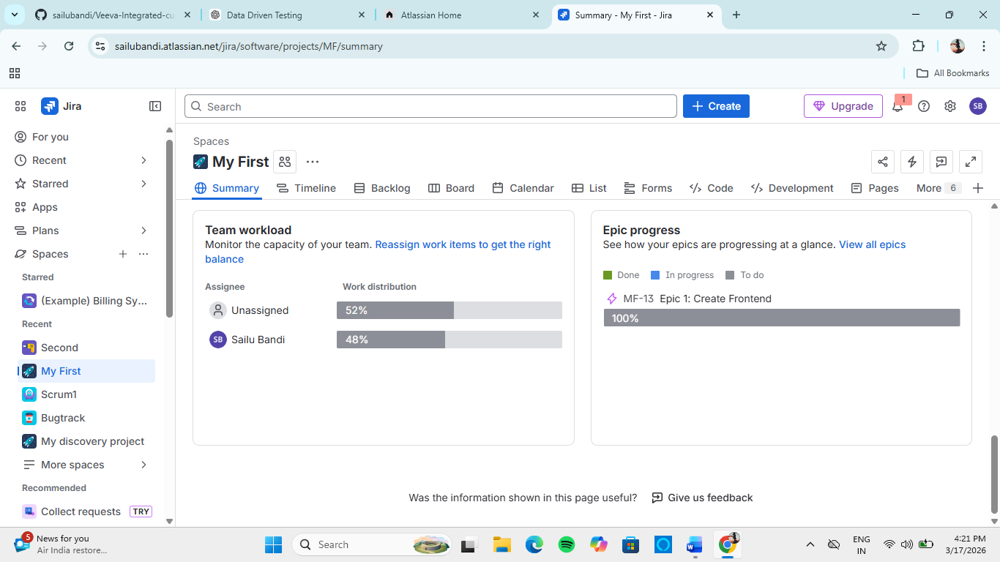 sailubandi/Veeva-Integrated-cu
Data Driven Testing
Atlassian Home
Summary - My First - Jira
sailubandi.atlassian.net/jira/software/projects/MF/summary
All Bookmarks
Jira
Search
Create
Upgrade
1
SB
For you
Recent
Starred
Apps
Plans
Spaces
Starred
(Example) Billing Sy...
Recent
Second
My First
Scrum1
Bugtrack
My discovery project
More spaces
Recommended
Collect requests TRY
Spaces
My First
Summary Timeline Backlog Board Calendar List Forms Code Development Pages More 6
Team workload
Monitor the capacity of your team. Reassign work items to get the right
balance
Assignee Work distribution
Unassigned 52%
SB Sailu Bandi 48%
Epic progress
See how your epics are progressing at a glance. View all epics
Done In progress To do
MF-13 Epic 1: Create Frontend
100%
Was the information shown in this page useful? Give us feedback
5
News for you
Air India restore...
Search
ENG
IN
4:21 PM
3/17/2026